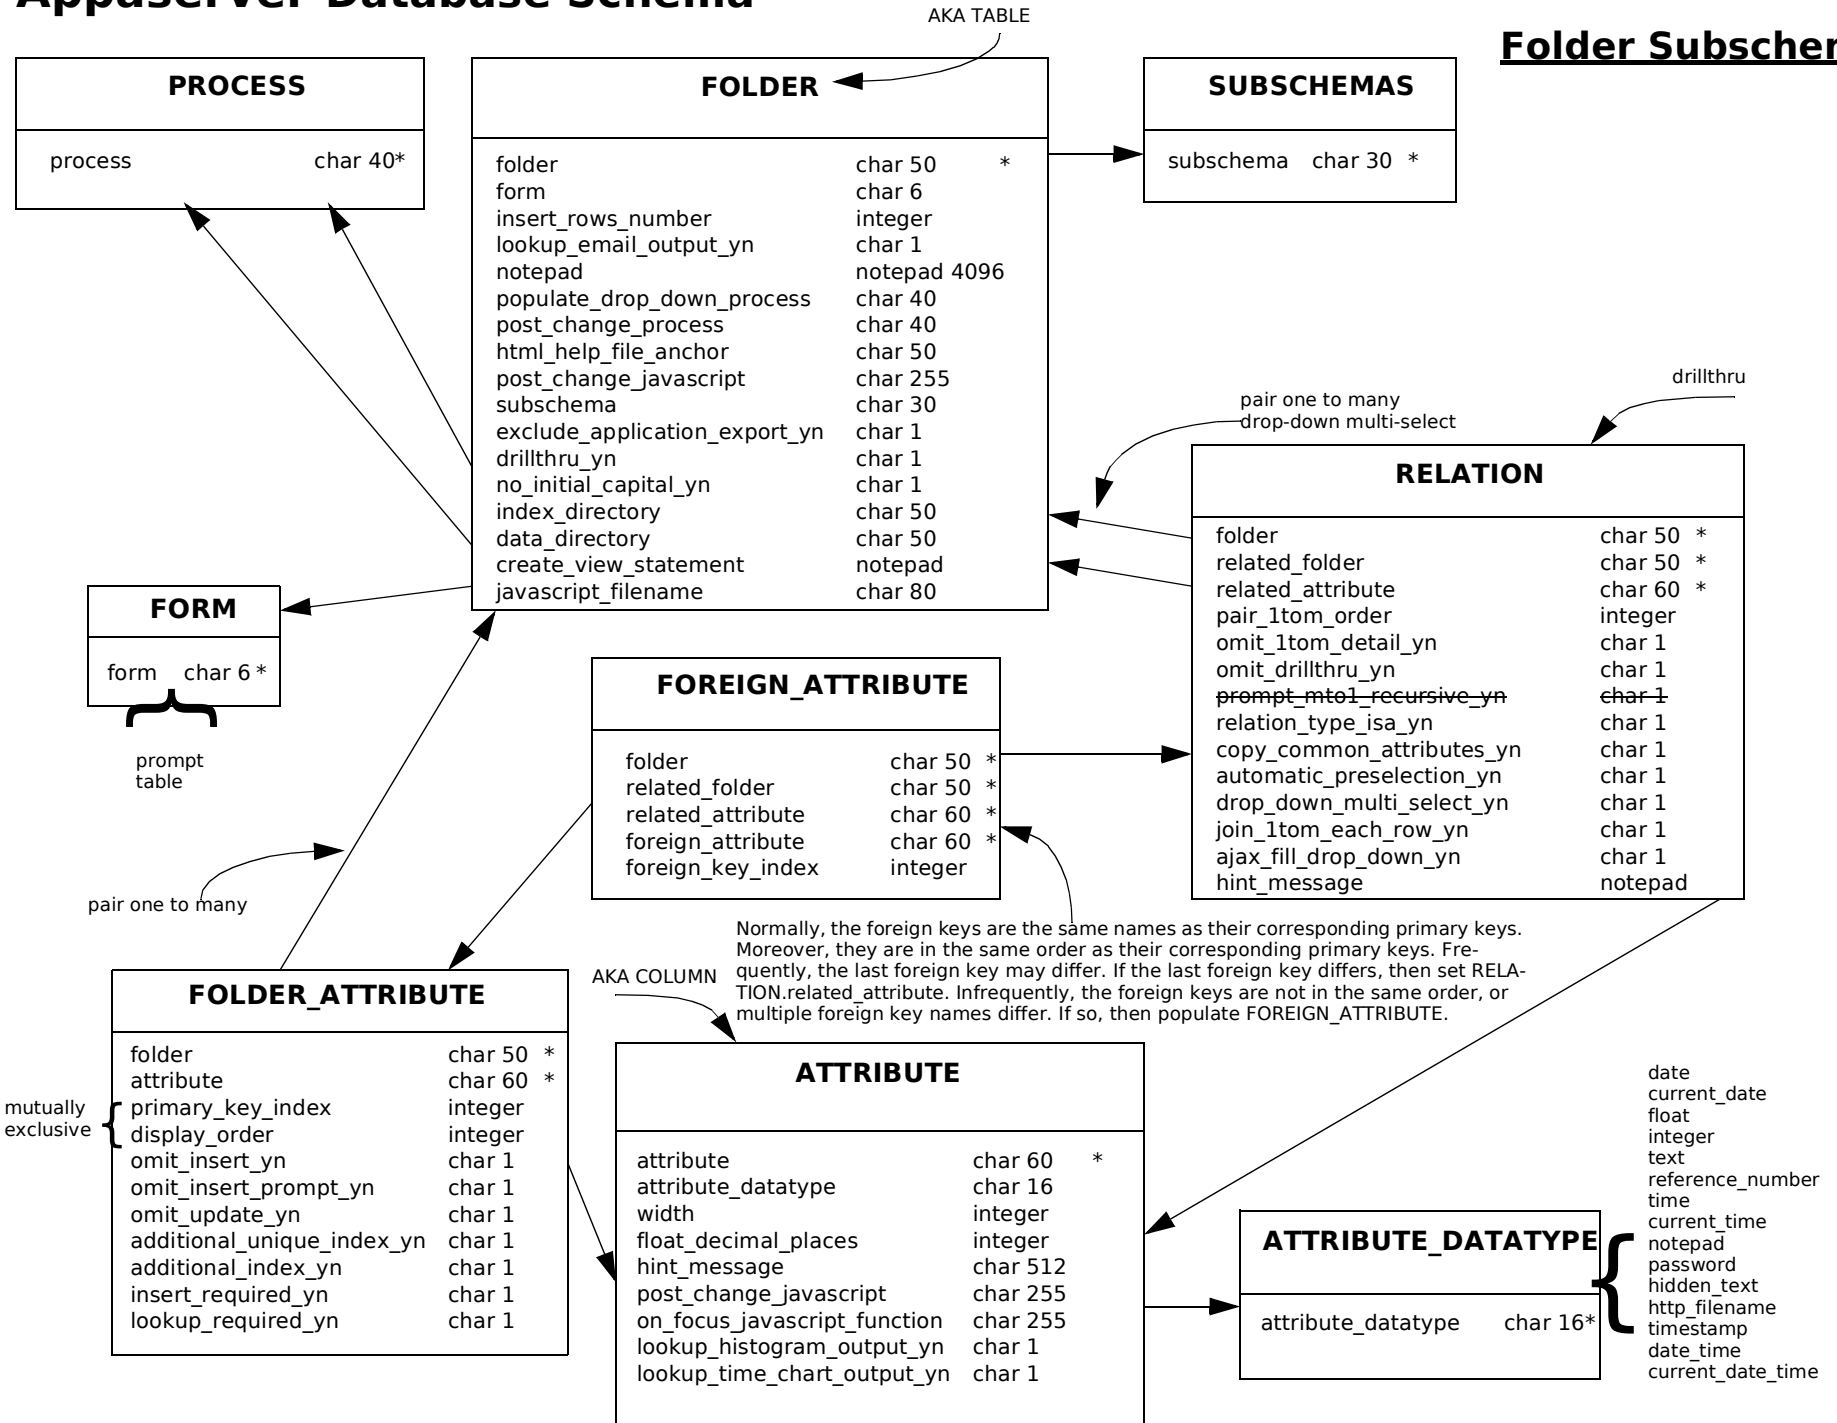 Appaserver Database Schema
Folder Subschem
AKA TABLE
PROCESS
process char 40*
FOLDER
folder char 50 *
form char 6
insert_rows_number integer
lookup_email_output_yn char 1
notepad notepad 4096
populate_drop_down_process char 40
post_change_process char 40
html_help_file_anchor char 50
post_change_javascript char 255
subschema char 30
exclude_application_export_yn char 1
drillthru_yn char 1
no_initial_capital_yn char 1
index_directory char 50
data_directory char 50
create_view_statement notepad
javascript_filename char 80
SUBSCHEMAS
subschema char 30 *
drillthru
pair one to many
drop-down multi-select
RELATION
folder char 50 *
related_folder char 50 *
related_attribute char 60 *
pair_1tom_order integer
omit_1tom_detail_yn char 1
omit_drillthru_yn char 1
prompt_mto1_recursive_yn char 1
relation_type_isa_yn char 1
copy_common_attributes_yn char 1
automatic_preselection_yn char 1
drop_down_multi_select_yn char 1
join_1tom_each_row_yn char 1
ajax_fill_drop_down_yn char 1
hint_message notepad
FORM
form char 6 *
prompt
table
FOREIGN_ATTRIBUTE
folder char 50 *
related_folder char 50 *
related_attribute char 60 *
foreign_attribute char 60 *
foreign_key_index integer
pair one to many
Normally, the foreign keys are the same names as their corresponding primary keys.
Moreover, they are in the same order as their corresponding primary keys. Fre-
quently, the last foreign key may differ. If the last foreign key differs, then set RELA-
TION.related_attribute. Infrequently, the foreign keys are not in the same order, or
multiple foreign key names differ. If so, then populate FOREIGN_ATTRIBUTE.
AKA COLUMN
FOLDER_ATTRIBUTE
folder char 50 *
attribute char 60 *
primary_key_index integer
display_order integer
omit_insert_yn char 1
omit_insert_prompt_yn char 1
omit_update_yn char 1
additional_unique_index_yn char 1
additional_index_yn char 1
insert_required_yn char 1
lookup_required_yn char 1
mutually
exclusive
ATTRIBUTE
attribute char 60 *
attribute_datatype char 16
width integer
float_decimal_places integer
hint_message char 512
post_change_javascript char 255
on_focus_javascript_function char 255
lookup_histogram_output_yn char 1
lookup_time_chart_output_yn char 1
ATTRIBUTE_DATATYPE
attribute_datatype char 16*
date
current_date
float
integer
text
reference_number
time
current_time
notepad
password
hidden_text
http_filename
timestamp
date_time
current_date_time